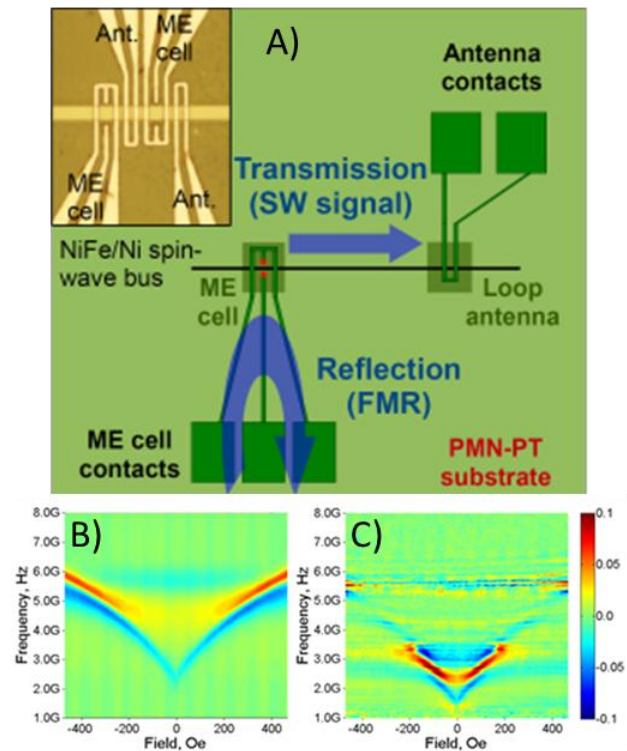 Ant.
ME
cell
A)
ME
cell
Ant.
Antenna
contacts
Transmission
(SW signal)
NiFe/Ni spin-
wave bus
ME
cell
Loop
antenna
Reflection
(FMR)
ME cell
contacts
PMN-PT
substrate
B)
8.0G
7.0G
6.0G
5.0G
4.0G
3.0G
2.0G
1.0G
Frequency, Hz
-400 -200 0 200 400
Field, Oe
C)
8.0G
7.0G
6.0G
5.0G
4.0G
3.0G
2.0G
1.0G
Frequency, Hz
-400 -200 0 200 400
Field, Oe
0.1
0.05
0.0
-0.05
-0.1